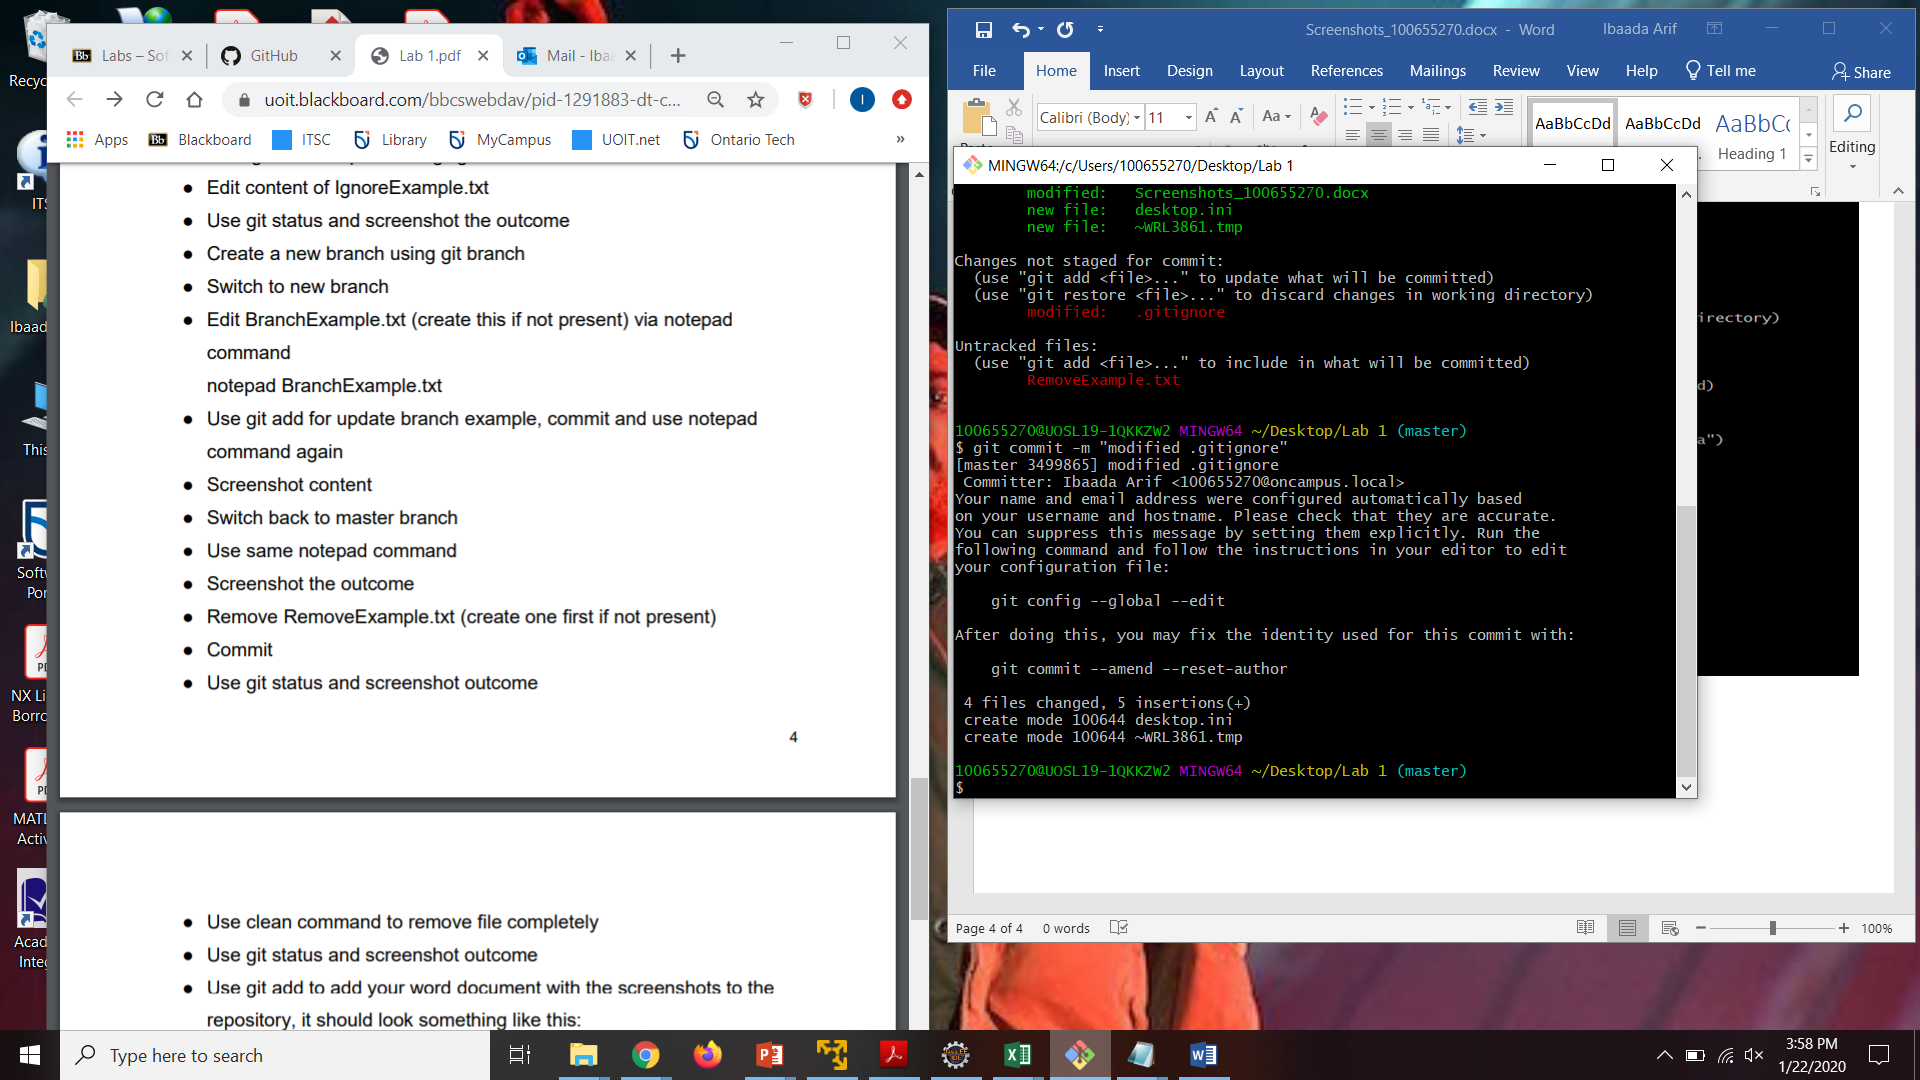 Labs – Sof
GitHub
Lab 1.pdf
Mail - Ibaa
uoit.blackboard.com/bbcswebdav/pid-1291883-dt-c...
Apps
Bb
Blackboard
ITSC
Library
MyCampus
UOIT.net
Ontario Tech
»
Recyc
ITS
Ibaad
This
Softw
Por
NX Li
Borro
MATL
Activ
Acad
Inte
● Edit content of IgnoreExample.txt
● Use git status and screenshot the outcome
● Create a new branch using git branch
● Switch to new branch
● Edit BranchExample.txt (create this if not present) via notepad
command
notepad BranchExample.txt
● Use git add for update branch example, commit and use notepad
command again
● Screenshot content
● Switch back to master branch
● Use same notepad command
● Screenshot the outcome
● Remove RemoveExample.txt (create one first if not present)
● Commit
● Use git status and screenshot outcome
4
● Use clean command to remove file completely
● Use git status and screenshot outcome
● Use git add to add your word document with the screenshots to the
repository, it should look something like this:
Screenshots_100655270.docx - Word
Ibaada Arif
File
Home
Insert
Design
Layout
References
Mailings
Review
View
Help
Tell me
Share
Calibri (Body)
11
Aa
AaBbCcDd
AaBbCcDd
AaBbCc
Heading 1
Editing
MINGW64:/c/Users/100655270/Desktop/Lab 1
modified:   Screenshots_100655270.docx
new file:   desktop.ini
new file:   ~WRL3861.tmp
Changes not staged for commit:
(use "git add <file>..." to update what will be committed)
(use "git restore <file>..." to discard changes in working directory)
modified:   .gitignore
Untracked files:
(use "git add <file>..." to include in what will be committed)
RemoveExample.txt
100655270@UOSL19-1QKKZW2 MINGW64 ~/Desktop/Lab 1 (master)
$ git commit -m "modified .gitignore"
[master 3499865] modified .gitignore
Committer: Ibaada Arif <100655270@oncampus.local>
Your name and email address were configured automatically based
on your username and hostname. Please check that they are accurate.
You can suppress this message by setting them explicitly. Run the
following command and follow the instructions in your editor to edit
your configuration file:
git config --global --edit
After doing this, you may fix the identity used for this commit with:
git commit --amend --reset-author
4 files changed, 5 insertions(+)
create mode 100644 desktop.ini
create mode 100644 ~WRL3861.tmp
100655270@UOSL19-1QKKZW2 MINGW64 ~/Desktop/Lab 1 (master)
$
irectory)
d)
a")
Page 4 of 4
0 words
100%
Type here to search
3:58 PM
1/22/2020